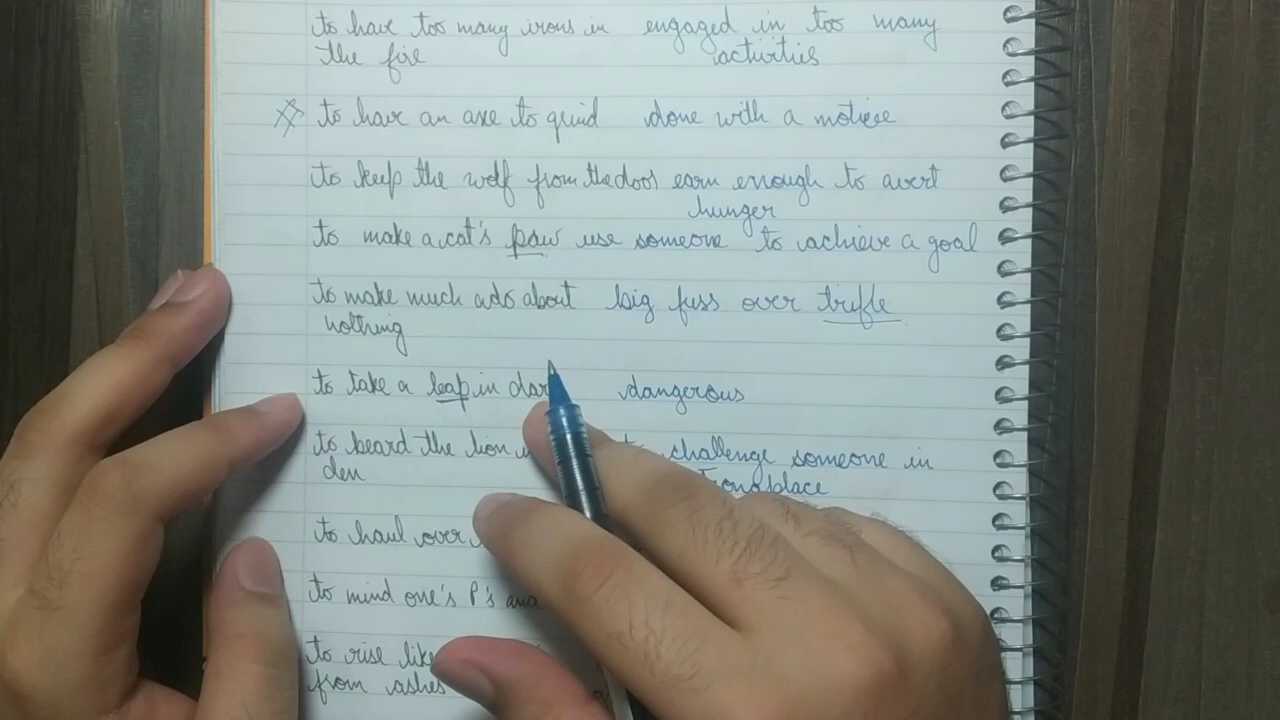 to have too many irons in engaged in too many
the fire activities
to have an axe to grind done with a motive
to keep the wolf from the door earn enough to avert
hunger
to make a cat's paw use someone to achieve a goal
to make much ado about big fuss over trifle
nothing
to take a leap in dangerous
to beard the lion challenge someone in
den place
to haul over
to mind one's P's and
to rise like
from ashes